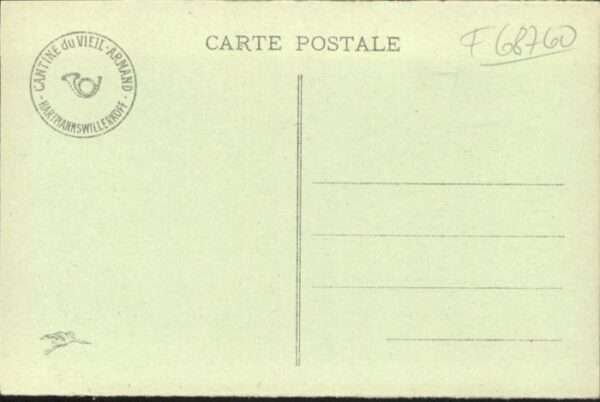 CARTE POSTALE
F 68760
CANTINE du VIEIL-ARMAND
- HARTMANNSWILLERKOPF -